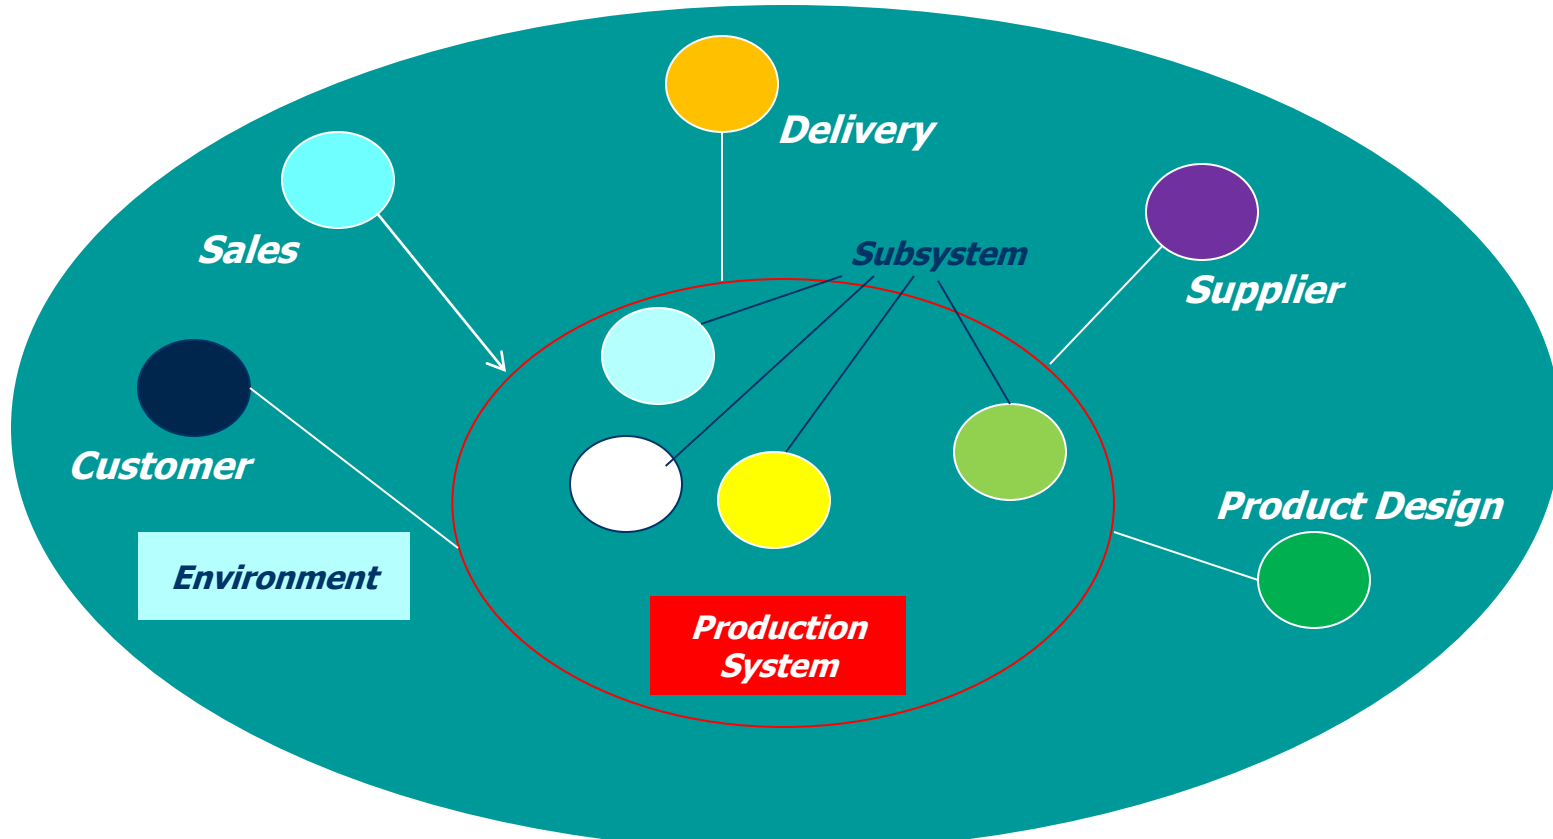 Delivery
Sales
Subsystem
Supplier
Customer
Product Design
Environment
Production
System